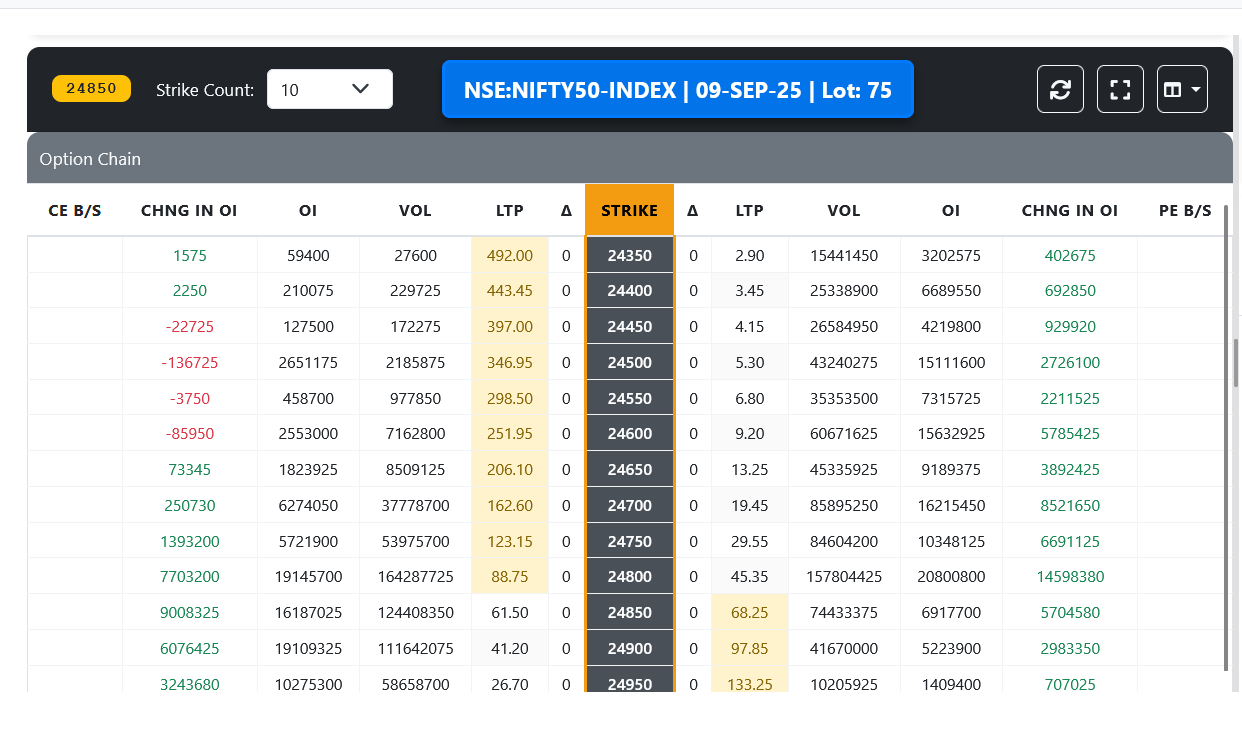 24850 Strike Count: 10 NSE:NIFTY50-INDEX | 09-SEP-25 | Lot: 75
Option Chain
CE B/S CHNG IN OI OI VOL LTP Δ STRIKE Δ LTP VOL OI CHNG IN OI PE B/S
1575 59400 27600 492.00 0 24350 0 2.90 15441450 3202575 402675
2250 210075 229725 443.45 0 24400 0 3.45 25338900 6689550 692850
-22725 127500 172275 397.00 0 24450 0 4.15 26584950 4219800 929920
-136725 2651175 2185875 346.95 0 24500 0 5.30 43240275 15111600 2726100
-3750 458700 977850 298.50 0 24550 0 6.80 35353500 7315725 2211525
-85950 2553000 7162800 251.95 0 24600 0 9.20 60671625 15632925 5785425
73345 1823925 8509125 206.10 0 24650 0 13.25 45335925 9189375 3892425
250730 6274050 37778700 162.60 0 24700 0 19.45 85895250 16215450 8521650
1393200 5721900 53975700 123.15 0 24750 0 29.55 84604200 10348125 6691125
7703200 19145700 164287725 88.75 0 24800 0 45.35 157804425 20800800 14598380
9008325 16187025 124408350 61.50 0 24850 0 68.25 74433375 6917700 5704580
6076425 19109325 111642075 41.20 0 24900 0 97.85 41670000 5223900 2983350
3243680 10275300 58658700 26.70 0 24950 0 133.25 10205925 1409400 707025